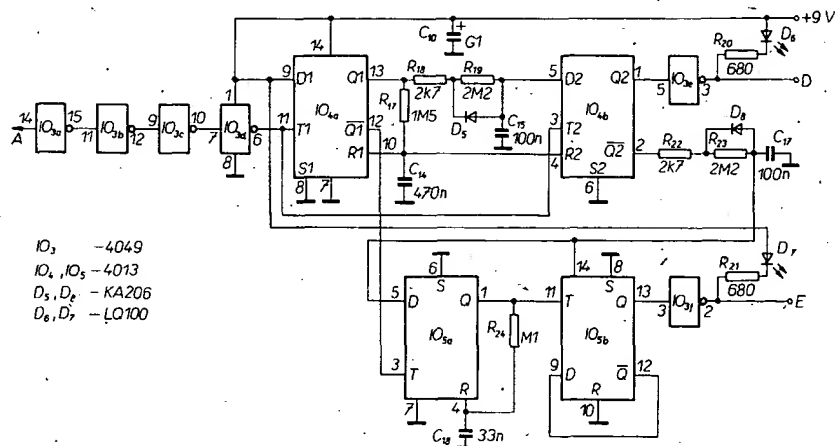 +9 V
C10 + G1
D6
R20
680
D
14
9 D1 Q1 13
R18
2k7
R19
2M2
5 D2 Q2 1
5 IO3e 3
14 IO3a 15
A
11 IO3b 12
9 IO3c 10
1
7 IO3d 6
8
11 T1
IO4a
Q1 12
R17
1M5
D5
C15
100n
3 T2
IO4b
10 R1
4 R2 Q2 2
R22
2k7
D8
R23
2M2
C17
100n
S1
8 7
C14
470n
S2
6
IO3 -4049
IO4, IO5 -4013
D5, D8 -KA206
D6, D7 -LQ100
6
S
5 D Q 1
IO5a
3 T
R
7 4
R24
M1
C18 33n
14 8
S
11 T Q 13
IO5b
9 D Q 12
R
10
3 IO3f 2
D7
R21
680
E